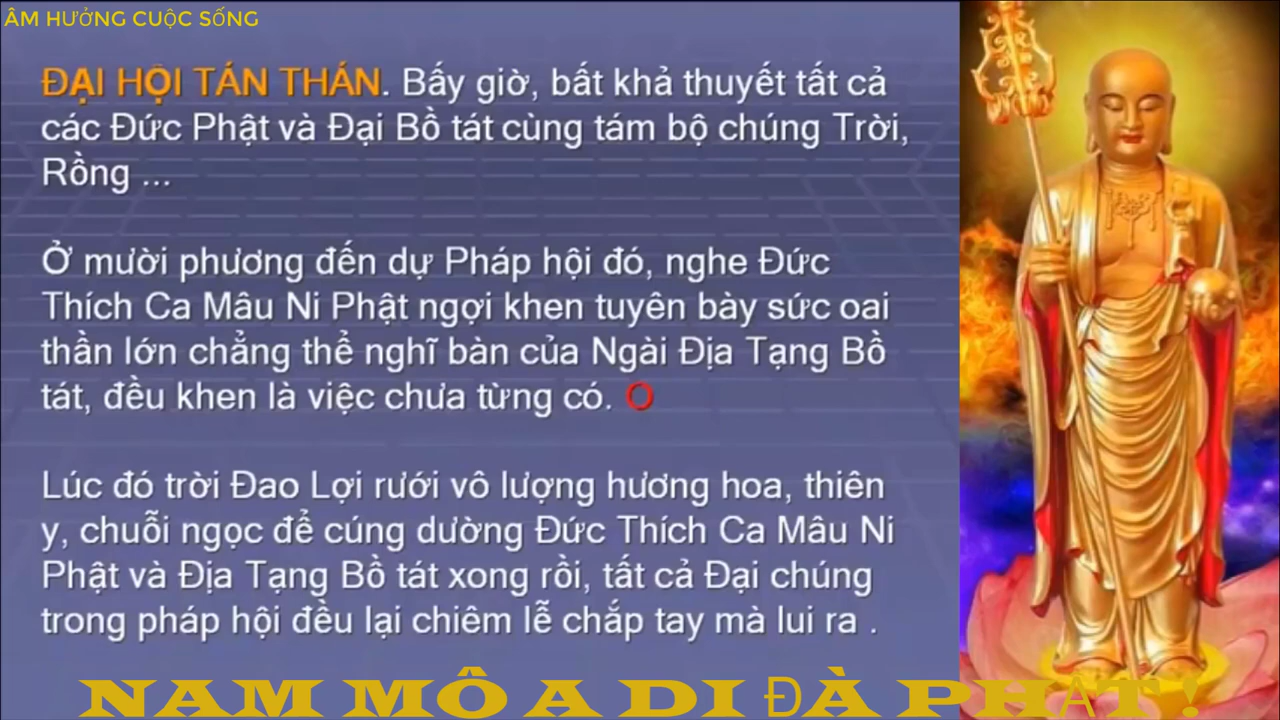 ÂM HƯỞNG CUỘC SỐNG
ĐẠI HỘI TÁN THÁN. Bấy giờ, bất khả thuyết tất cả
các Đức Phật và Đại Bồ tát cùng tám bộ chúng Trời,
Rồng ...
Ở mười phương đến dự Pháp hội đó, nghe Đức
Thích Ca Mâu Ni Phật ngợi khen tuyên bày sức oai
thần lớn chẳng thể nghĩ bàn của Ngài Địa Tạng Bồ
tát, đều khen là việc chưa từng có. O
Lúc đó trời Đao Lợi rưới vô lượng hương hoa, thiên
y, chuỗi ngọc để cúng dường Đức Thích Ca Mâu Ni
Phật và Địa Tạng Bồ tát xong rồi, tất cả Đại chúng
trong pháp hội đều lại chiêm lễ chắp tay mà lui ra .
NAM MÔ A DI ĐÀ PHẬT !